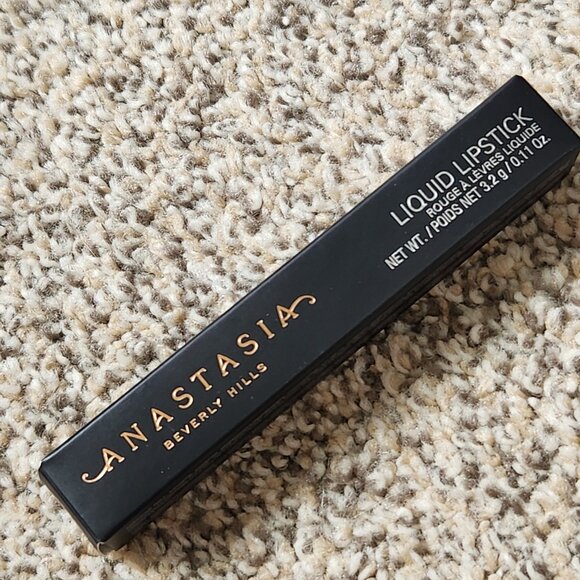 ANASTASIA
BEVERLY HILLS
LIQUID LIPSTICK
ROUGE À LÈVRES LIQUIDE
NET WT. / POIDS NET 3.2 g / 0.11 Oz.